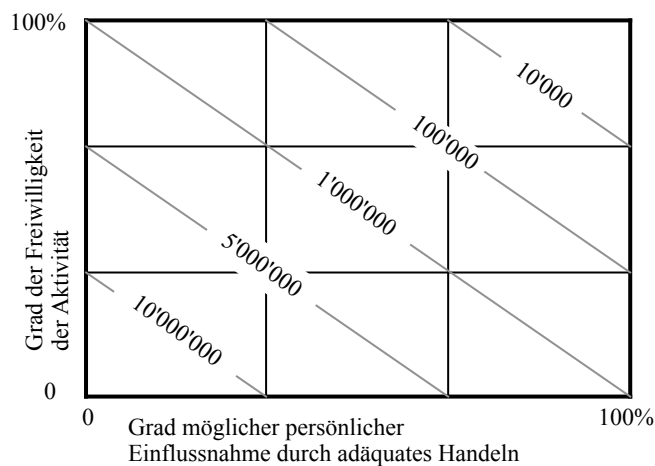 100%
10'000
100'000
1'000'000
5'000'000
10'000'000
Grad der Freiwilligkeit
der Aktivität
0
0
100%
Grad möglicher persönlicher
Einflussnahme durch adäquates Handeln